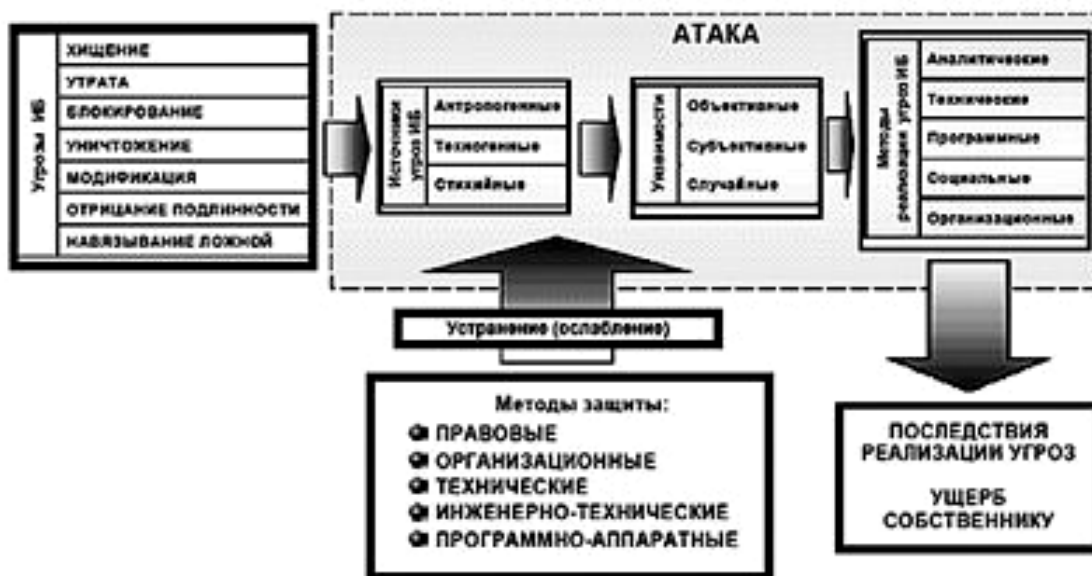 АТАКА
Угрозы ИБ
ХИЩЕНИЕ
УТРАТА
БЛОКИРОВАНИЕ
УНИЧТОЖЕНИЕ
МОДИФИКАЦИЯ
ОТРИЦАНИЕ ПОДЛИННОСТИ
НАВЯЗЫВАНИЕ ЛОЖНОЙ
Источники
угроз ИБ
Антропогенные
Техногенные
Стихийные
Уязвимости
Объективные
Субъективные
Случайные
Методы
реализации угроз ИБ
Аналитические
Технические
Программные
Социальные
Организационные
Устранение (ослабление)
Методы защиты:
ПРАВОВЫЕ
ОРГАНИЗАЦИОННЫЕ
ТЕХНИЧЕСКИЕ
ИНЖЕНЕРНО-ТЕХНИЧЕСКИЕ
ПРОГРАММНО-АППАРАТНЫЕ
ПОСЛЕДСТВИЯ
РЕАЛИЗАЦИИ УГРОЗ
УЩЕРБ
СОБСТВЕННИКУ